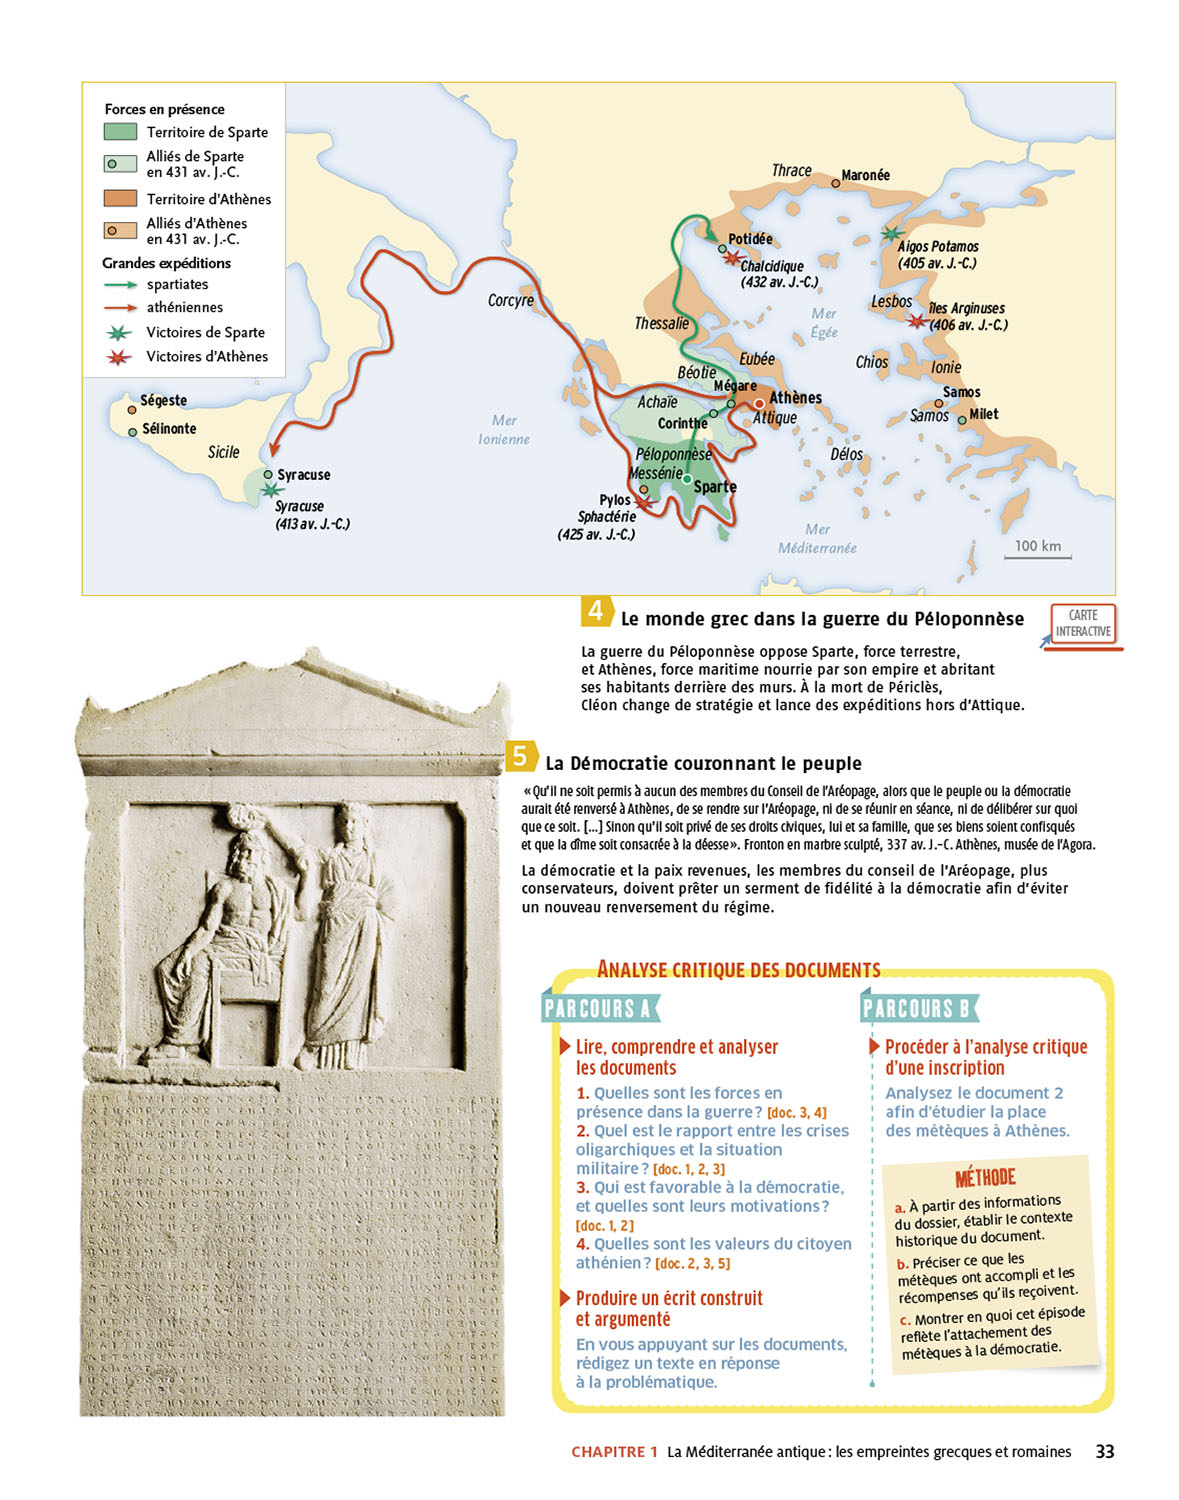 Forces en présence
Territoire de Sparte
Alliés de Sparte
en 431 av. J.-C.
Territoire d'Athènes
Alliés d'Athènes
en 431 av. J.-C.
Grandes expéditions
spartiates
athéniennes
Victoires de Sparte
Victoires d'Athènes
Thrace
Maronée
Potidée
Chalcidique
(432 av. J.-C.)
Aigos Potamos
(405 av. J.-C.)
Corcyre
Thessalie
Mer
Égée
Lesbos
îles Arginuses
(406 av. J.-C.)
Eubée
Chios
Ionie
Béotie
Mégare
Athènes
Attique
Samos
Samos
Milet
Achaïe
Corinthe
Mer
Ionienne
Ségeste
Sélinonte
Sicile
Syracuse
Syracuse
(413 av. J.-C.)
Péloponnèse
Messénie
Sparte
Délos
Pylos
Sphactérie
(425 av. J.-C.)
Mer
Méditerranée
100 km
4 Le monde grec dans la guerre du Péloponnèse
CARTE
INTERACTIVE
La guerre du Péloponnèse oppose Sparte, force terrestre,
et Athènes, force maritime nourrie par son empire et abritant
ses habitants derrière des murs. À la mort de Périclès,
Cléon change de stratégie et lance des expéditions hors d'Attique.
5 La Démocratie couronnant le peuple
« Qu'il ne soit permis à aucun des membres du Conseil de l'Aréopage, alors que le peuple ou la démocratie
aurait été renversé à Athènes, de se rendre sur l'Aréopage, ni de se réunir en séance, ni de délibérer sur quoi
que ce soit. [...] Sinon qu'il soit privé de ses droits civiques, lui et sa famille, que ses biens soient confisqués
et que la dîme soit consacrée à la déesse ». Fronton en marbre sculpté, 337 av. J.-C. Athènes, musée de l'Agora.
La démocratie et la paix revenues, les membres du conseil de l'Aréopage, plus
conservateurs, doivent prêter un serment de fidélité à la démocratie afin d'éviter
un nouveau renversement du régime.
ANALYSE CRITIQUE DES DOCUMENTS
PARCOURS A
Lire, comprendre et analyser
les documents
1. Quelles sont les forces en
présence dans la guerre ? [doc. 3, 4]
2. Quel est le rapport entre les crises
oligarchiques et la situation
militaire ? [doc. 1, 2, 3]
3. Qui est favorable à la démocratie,
et quelles sont leurs motivations ?
[doc. 1, 2]
4. Quelles sont les valeurs du citoyen
athénien ? [doc. 2, 3, 5]
Produire un écrit construit
et argumenté
En vous appuyant sur les documents,
rédigez un texte en réponse
à la problématique.
PARCOURS B
Procéder à l'analyse critique
d'une inscription
Analysez le document 2
afin d'étudier la place
des métèques à Athènes.
MÉTHODE
a. À partir des informations
du dossier, établir le contexte
historique du document.
b. Préciser ce que les
métèques ont accompli et les
récompenses qu'ils reçoivent.
c. Montrer en quoi cet épisode
reflète l'attachement des
métèques à la démocratie.
CHAPITRE 1 La Méditerranée antique : les empreintes grecques et romaines 33